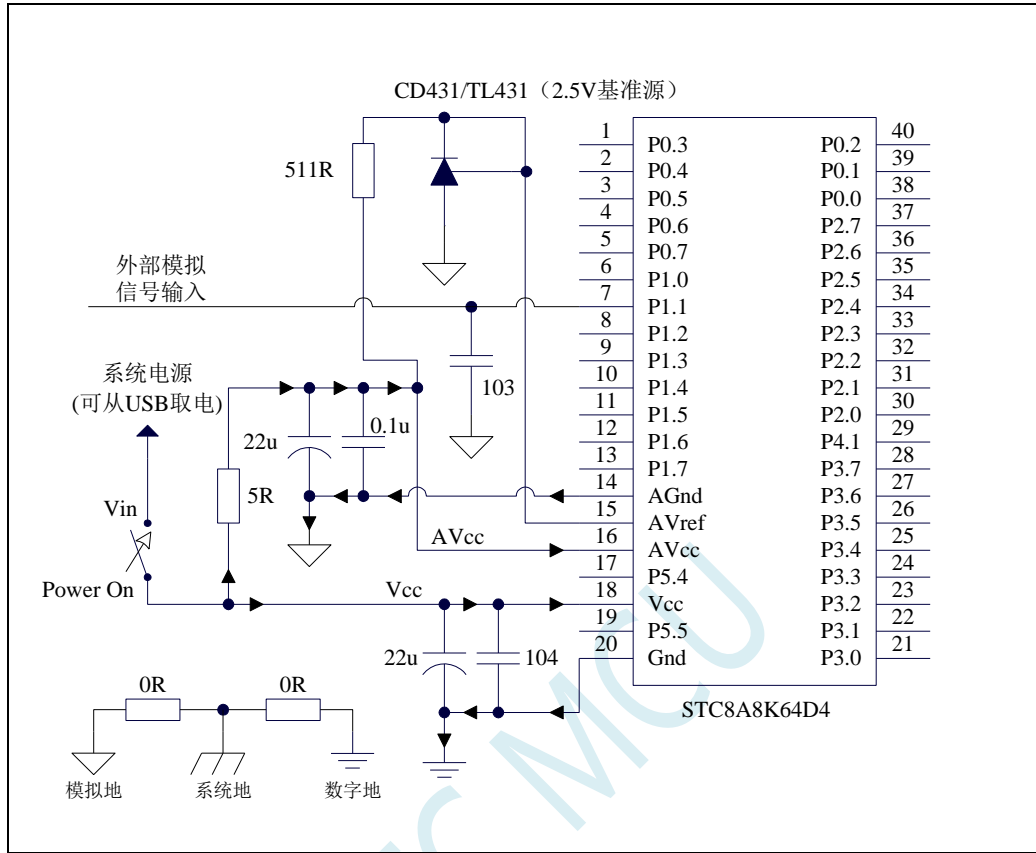 CD431/TL431（2.5V基准源）
511R
外部模拟
信号输入
103
系统电源
(可从USB取电)
22u
0.1u
5R
Vin
Power On
AVcc
Vcc
22u
104
0R
0R
模拟地
系统地
数字地
1 P0.3 P0.2 40
2 P0.4 P0.1 39
3 P0.5 P0.0 38
4 P0.6 P2.7 37
5 P0.7 P2.6 36
6 P1.0 P2.5 35
7 P1.1 P2.4 34
8 P1.2 P2.3 33
9 P1.3 P2.2 32
10 P1.4 P2.1 31
11 P1.5 P2.0 30
12 P1.6 P4.1 29
13 P1.7 P3.7 28
14 AGnd P3.6 27
15 AVref P3.5 26
16 AVcc P3.4 25
17 P5.4 P3.3 24
18 Vcc P3.2 23
19 P5.5 P3.1 22
20 Gnd P3.0 21
STC8A8K64D4
MCU